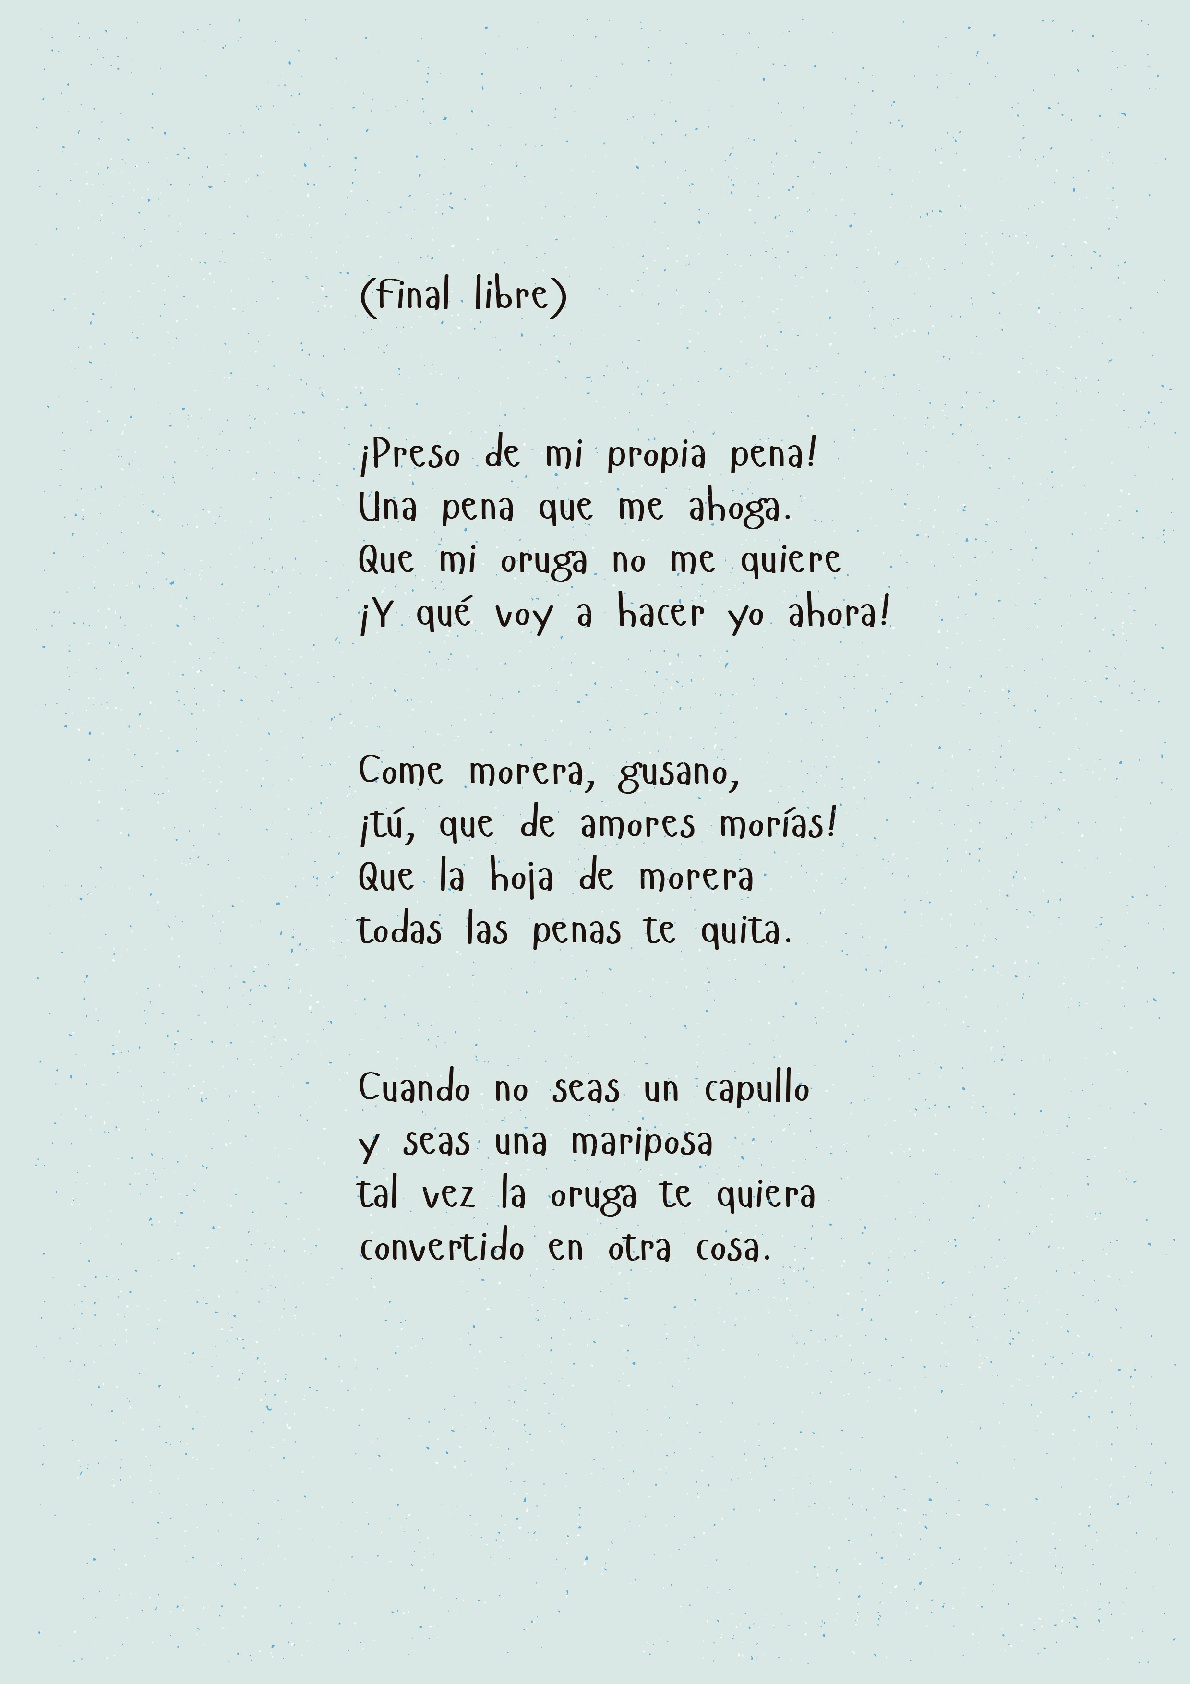 (Final libre)
¡Preso de mi propia pena!
Una pena que me ahoga.
Que mi oruga no me quiere
¡Y qué voy a hacer yo ahora!
Come morera, gusano,
¡tú, que de amores morías!
Que la hoja de morera
todas las penas te quita.
Cuando no seas un capullo
y seas una mariposa
tal vez la oruga te quiera
convertido en otra cosa.